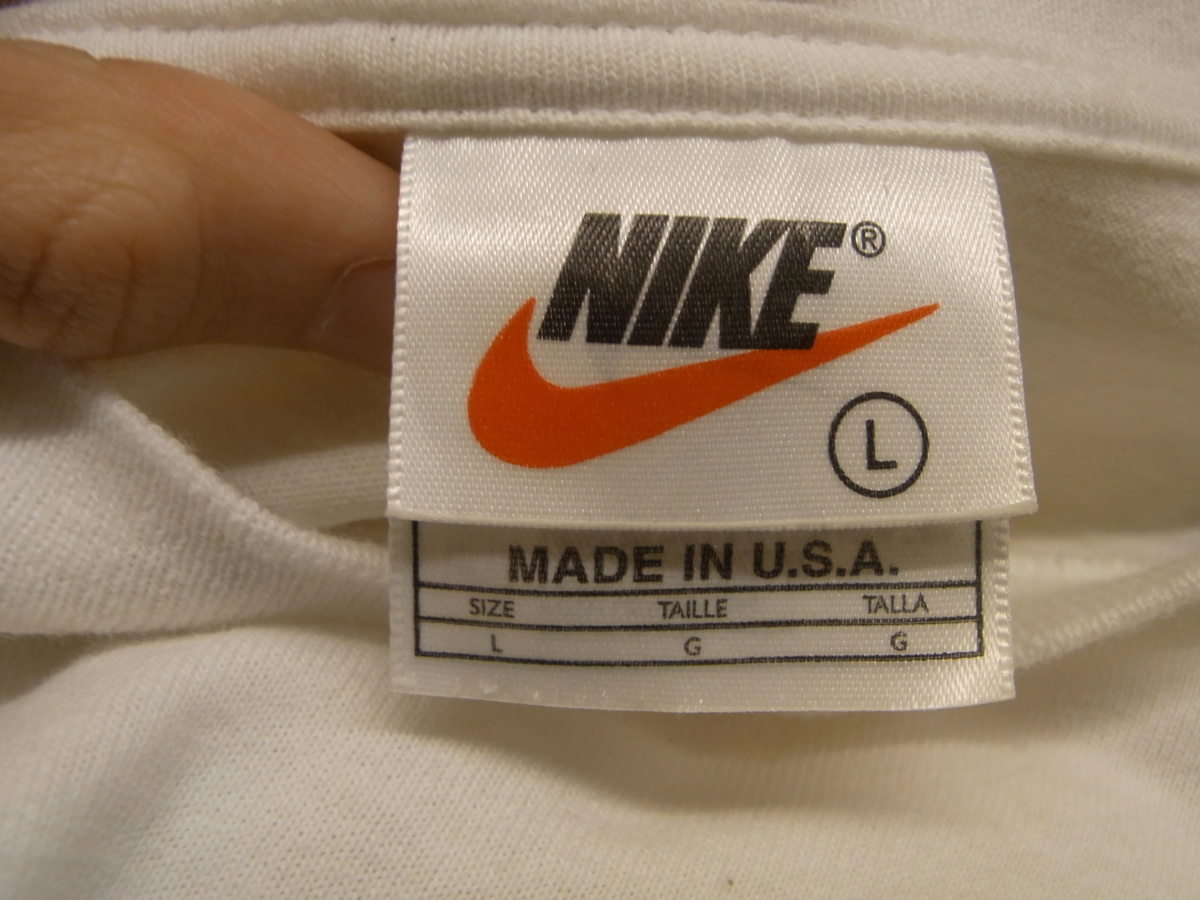 NIKE®
L
MADE IN U.S.A.
SIZE TAILLE TALLA
L G G